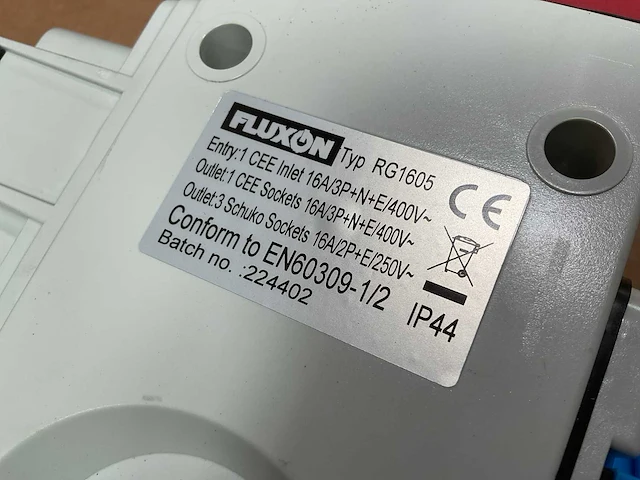 FLUXON Typ RG1605
Entry:1 CEE Inlet 16A/3P+N+E/400V~
Outlet:1 CEE Sockets 16A/3P+N+E/400V~
Outlet:3 Schuko Sockets 16A/2P+E/250V~
Conform to EN60309-1/2
Batch no. :224402
CE
IP44